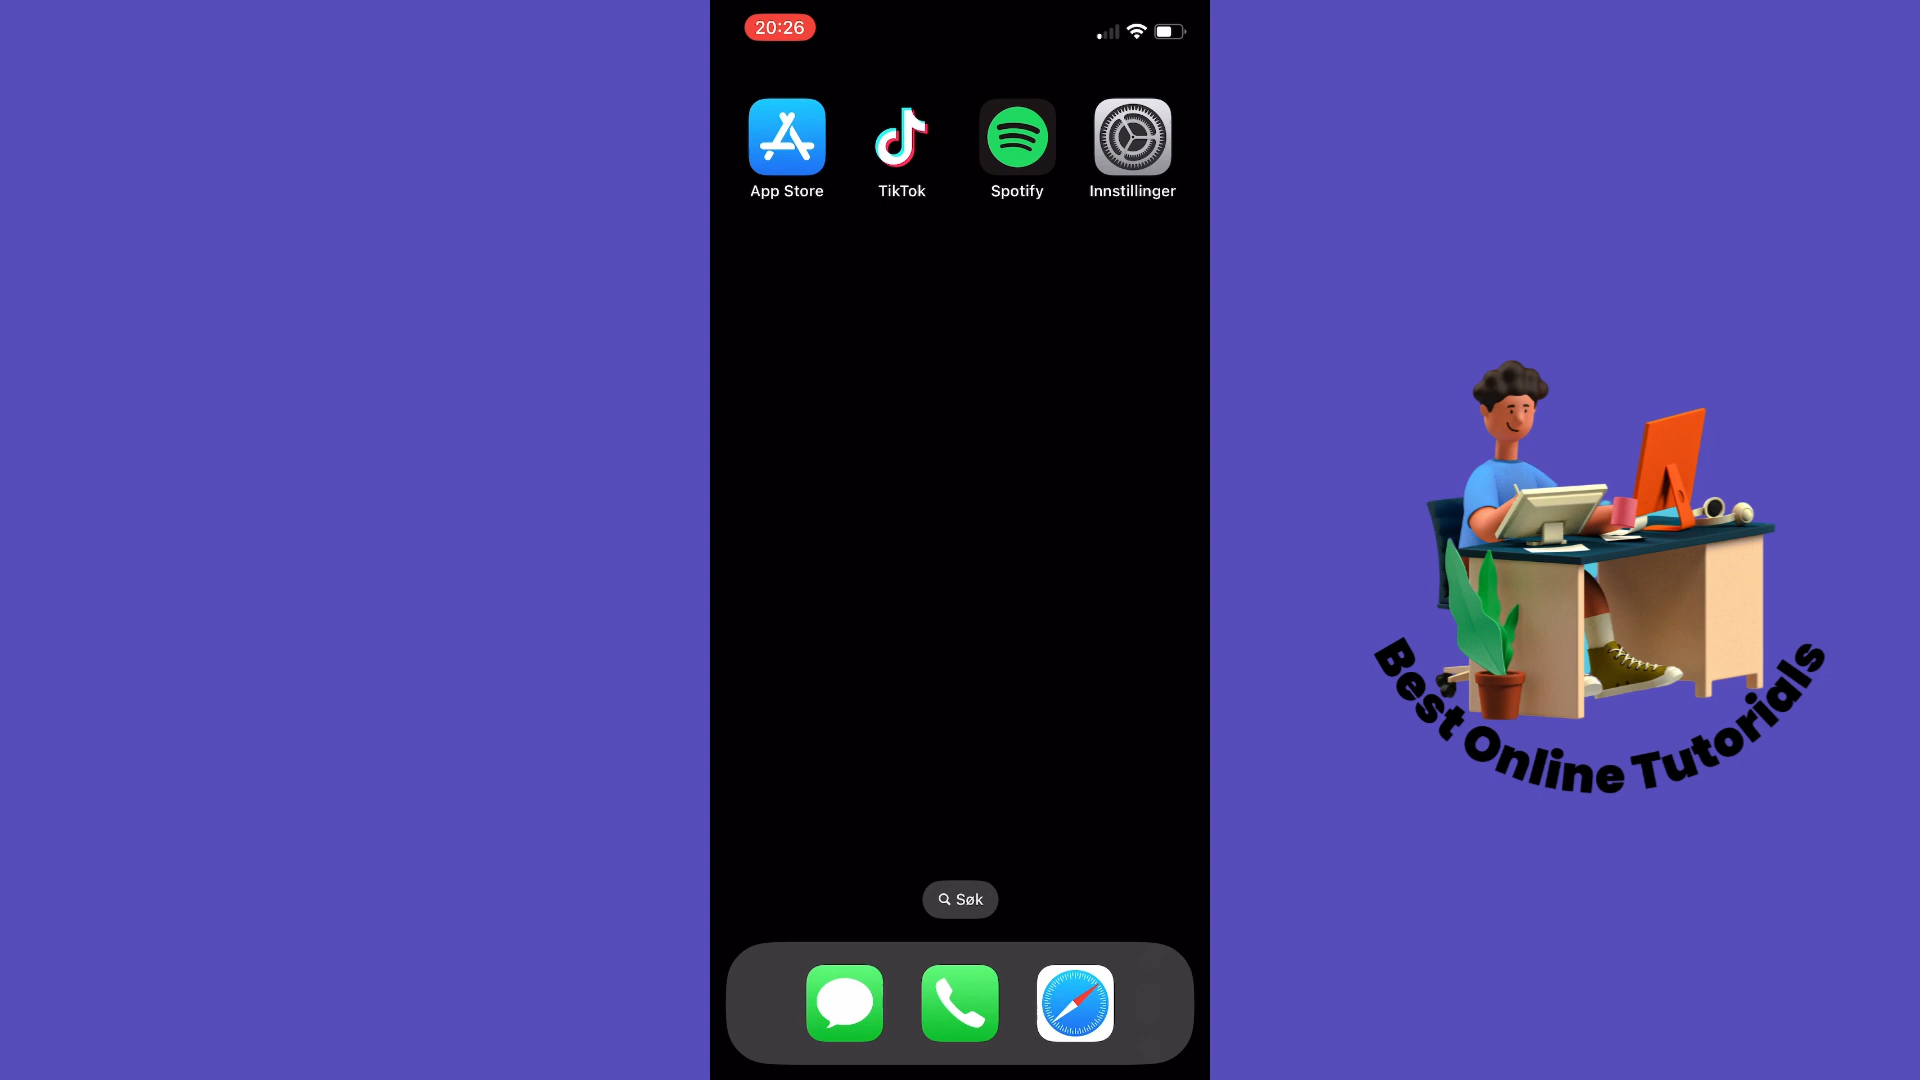 20:26
App Store
TikTok
Spotify
Innstillinger
Søk
Best Online Tutorials